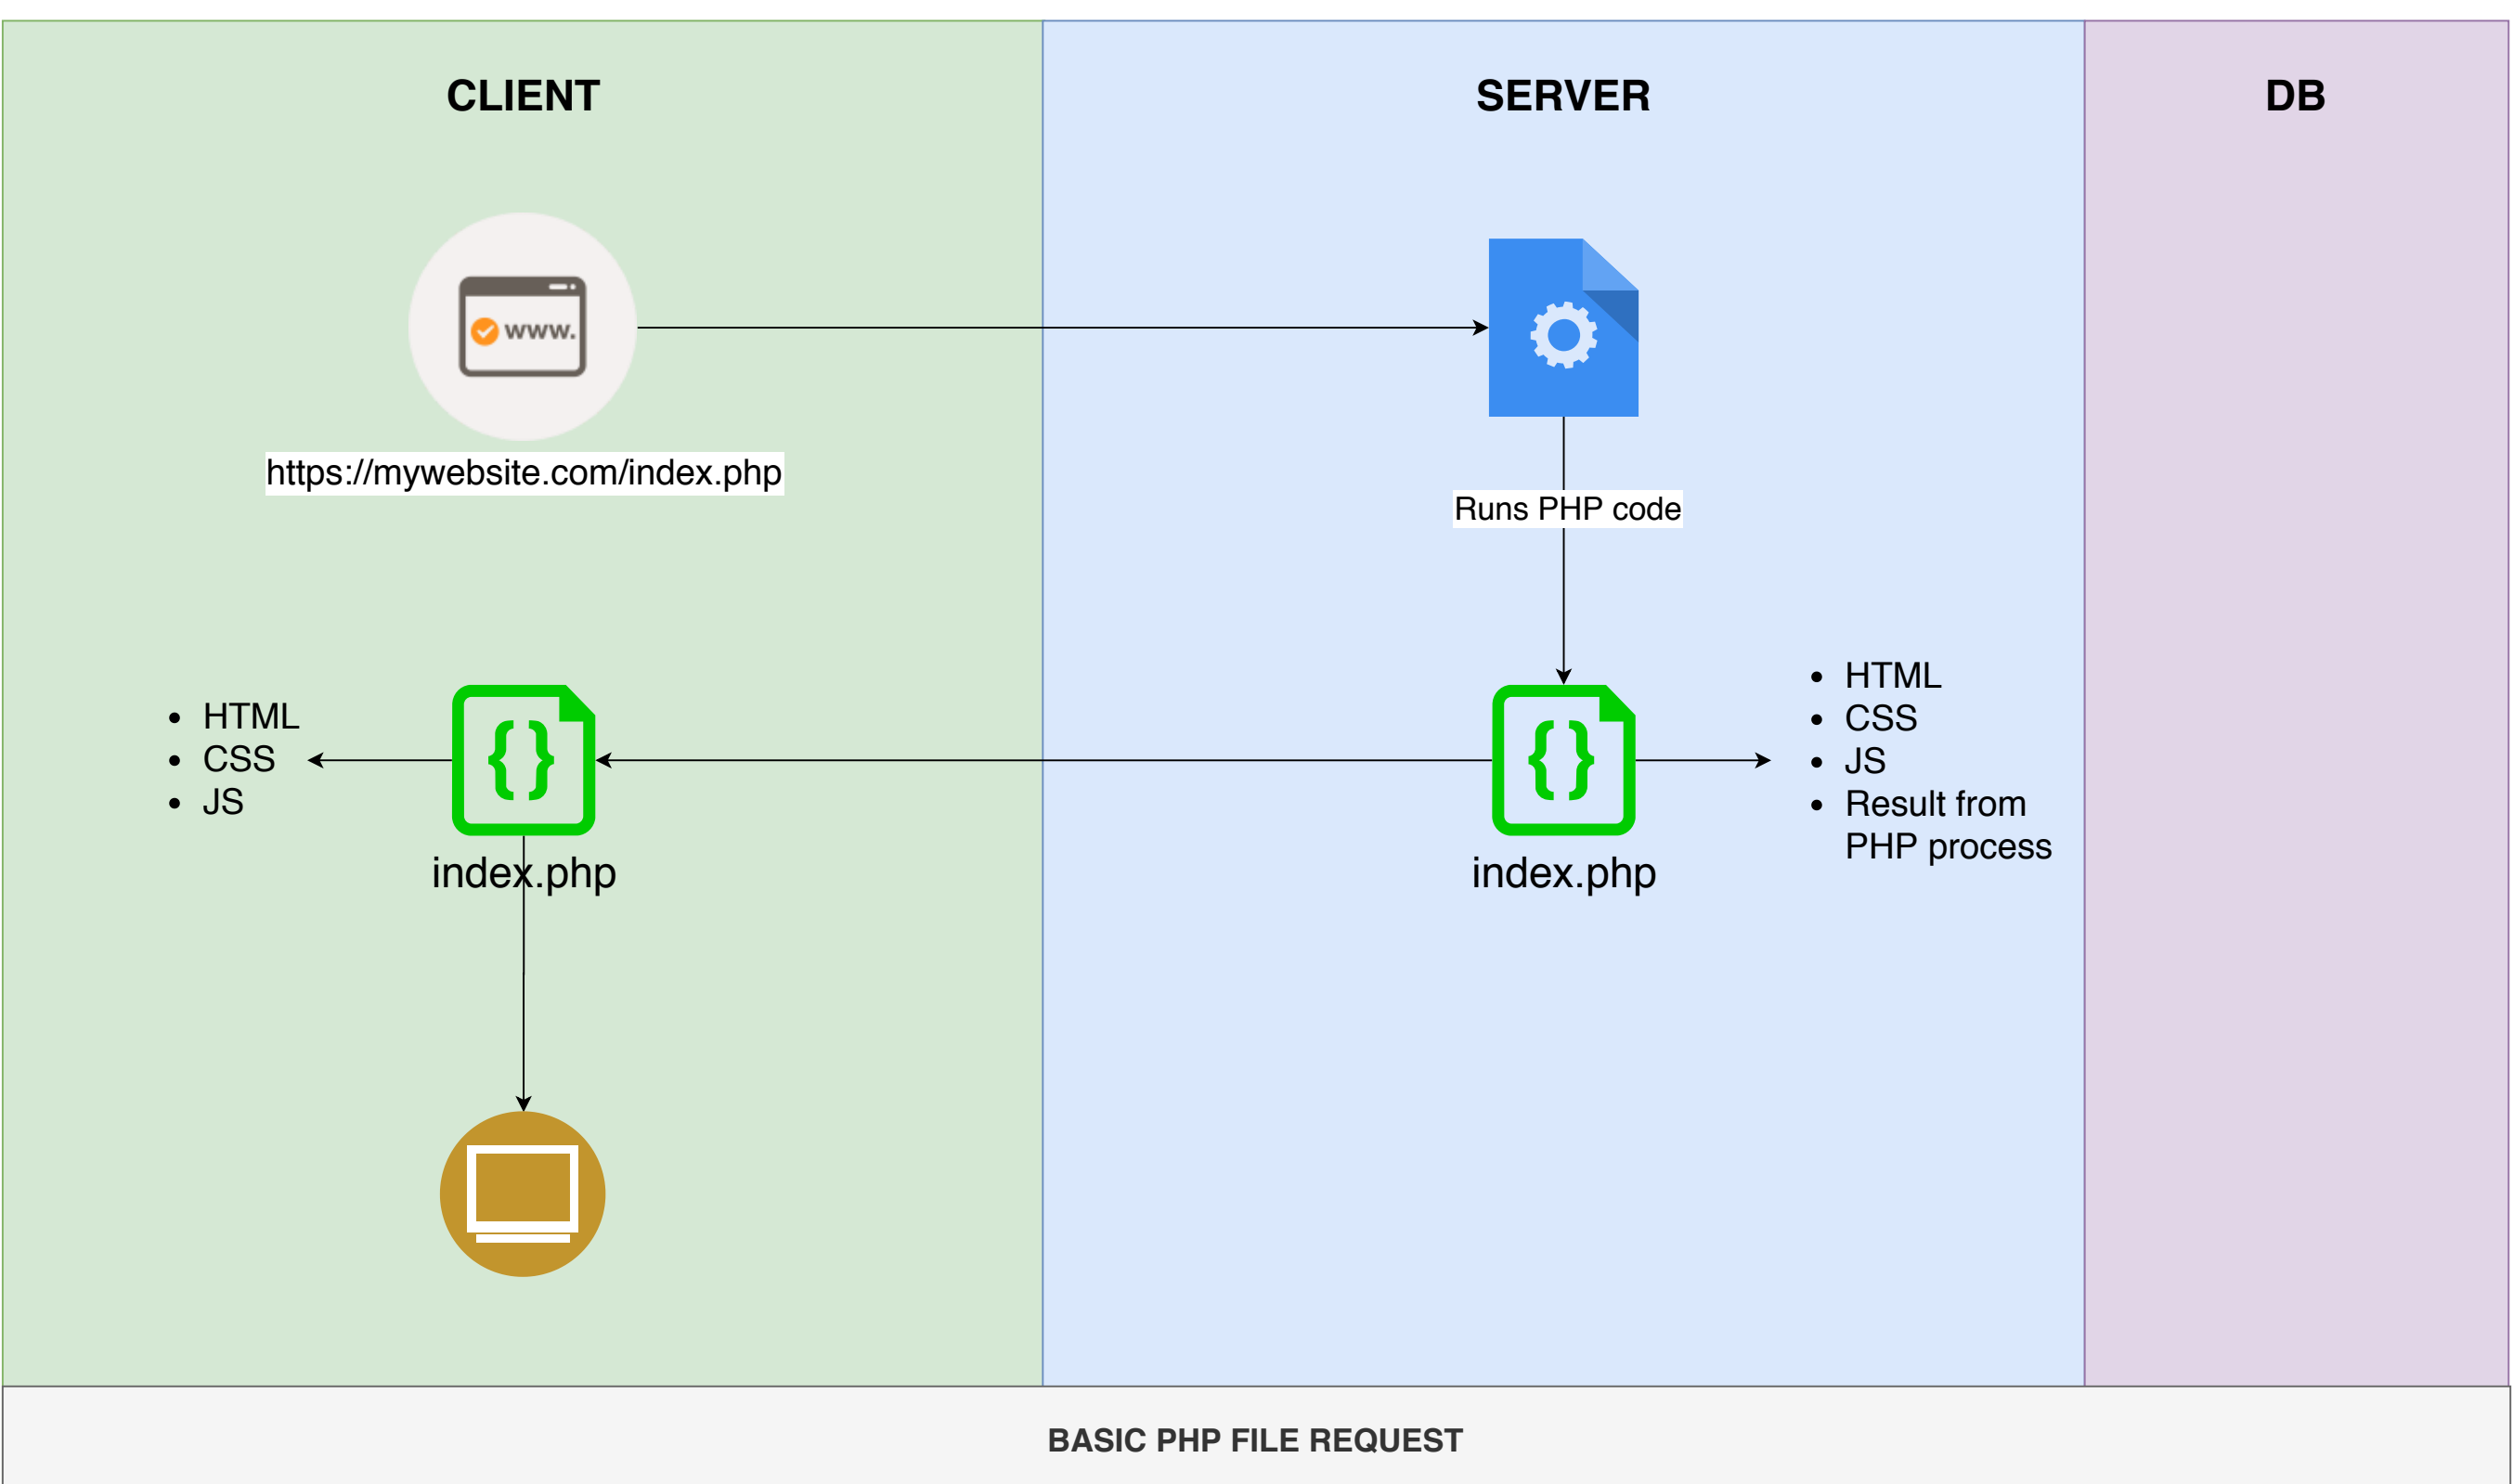 CLIENT
SERVER
DB
www.
https://mywebsite.com/index.php
Runs PHP code
HTML
CSS
JS
index.php
index.php
HTML
CSS
JS
Result from
PHP process
BASIC PHP FILE REQUEST